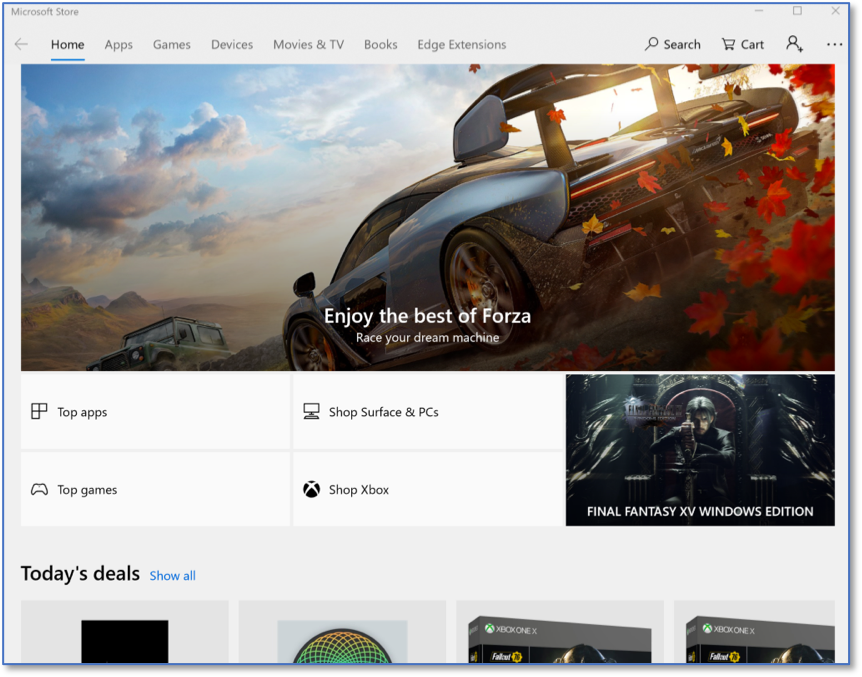 Microsoft Store
Home Apps Games Devices Movies & TV Books Edge Extensions Search Cart
Enjoy the best of Forza
Race your dream machine
Top apps
Shop Surface & PCs
Top games
Shop Xbox
FINAL FANTASY XV WINDOWS EDITION
Today's deals Show all
XBOX ONE X
Fallout 76
XBOX ONE X
Fallout 76